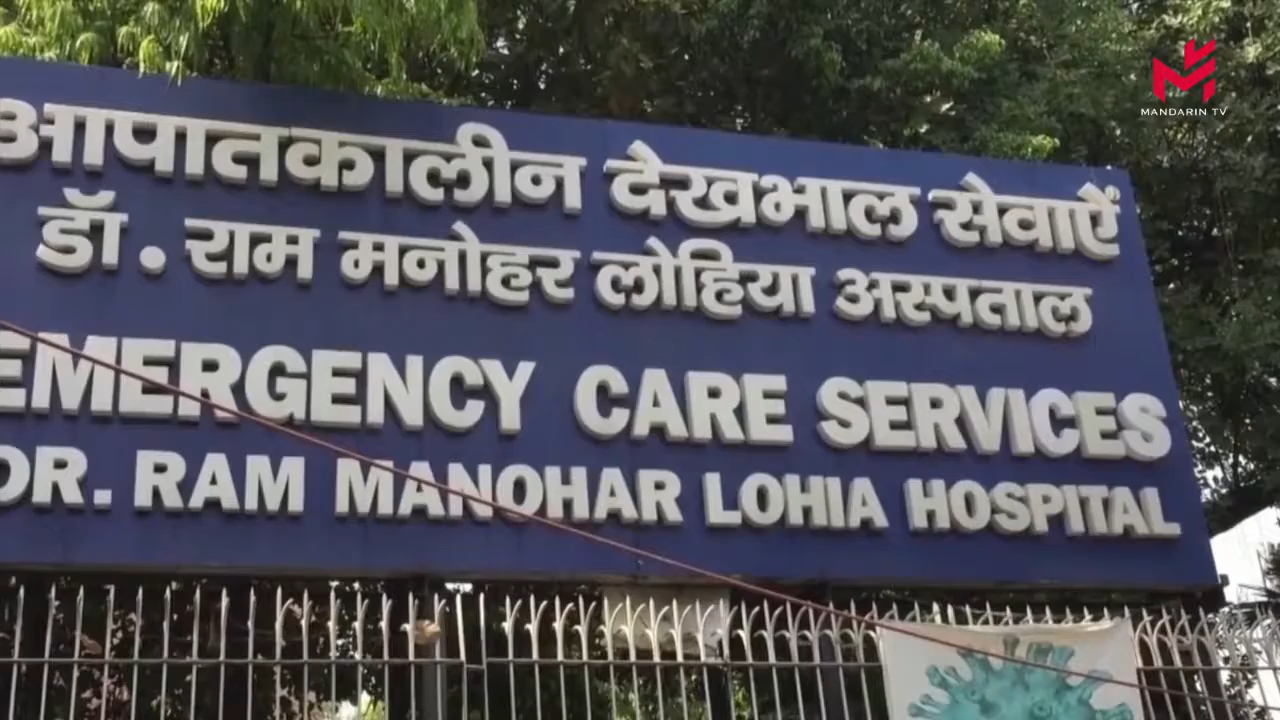 आपातकालीन देखभाल सेवाएँ
डॉ. राम मनोहर लोहिया अस्पताल
EMERGENCY CARE SERVICES
DR. RAM MANOHAR LOHIA HOSPITAL
MANDARIN TV